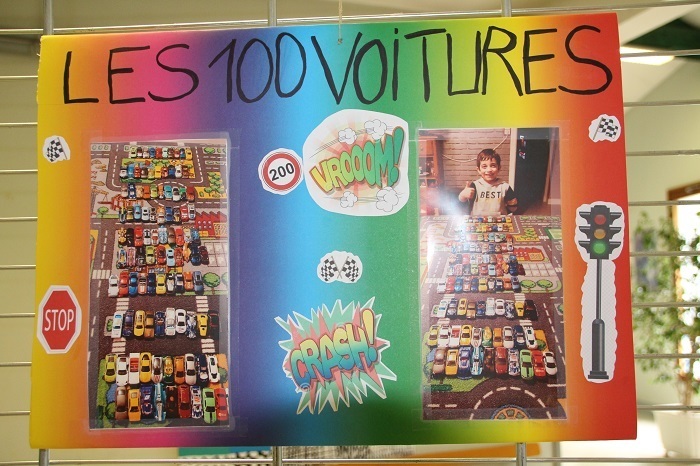 LES 100 VOiTURES
200
VROOOM!
BEST
STOP
CRASH!